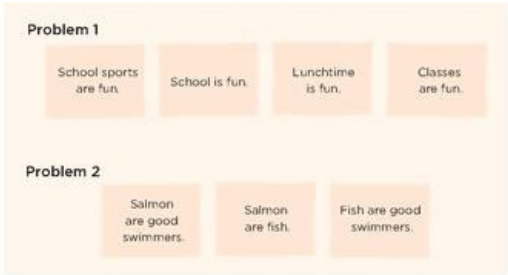 Problem 1
School sports
are fun.
School is fun.
Lunchtime
is fun.
Classes
are fun.
Problem 2
Salmon
are good
swimmers.
Salmon
are fish.
Fish are good
swimmers.